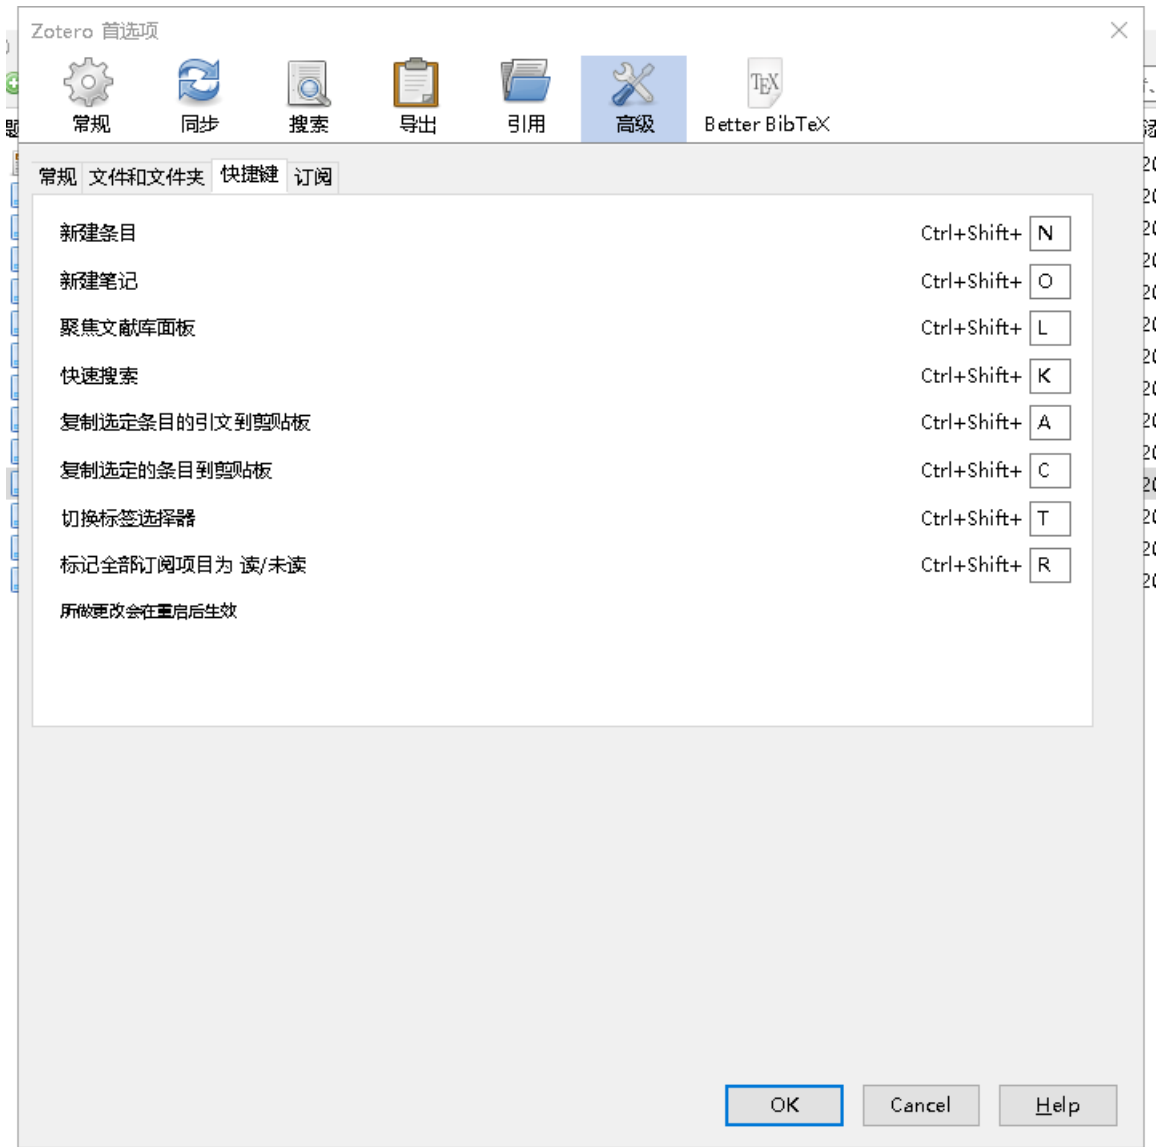 Zotero 首选项
常规 同步 搜索 导出 引用 高级 Better BibTeX
TEX
常规 文件和文件夹 快捷键 订阅
新建条目 Ctrl+Shift+ N
新建笔记 Ctrl+Shift+ O
聚焦文献库面板 Ctrl+Shift+ L
快速搜索 Ctrl+Shift+ K
复制选定条目的引文到剪贴板 Ctrl+Shift+ A
复制选定的条目到剪贴板 Ctrl+Shift+ C
切换标签选择器 Ctrl+Shift+ T
标记全部订阅项目为 读/未读 Ctrl+Shift+ R
所做更改会在重启后生效
OK Cancel Help